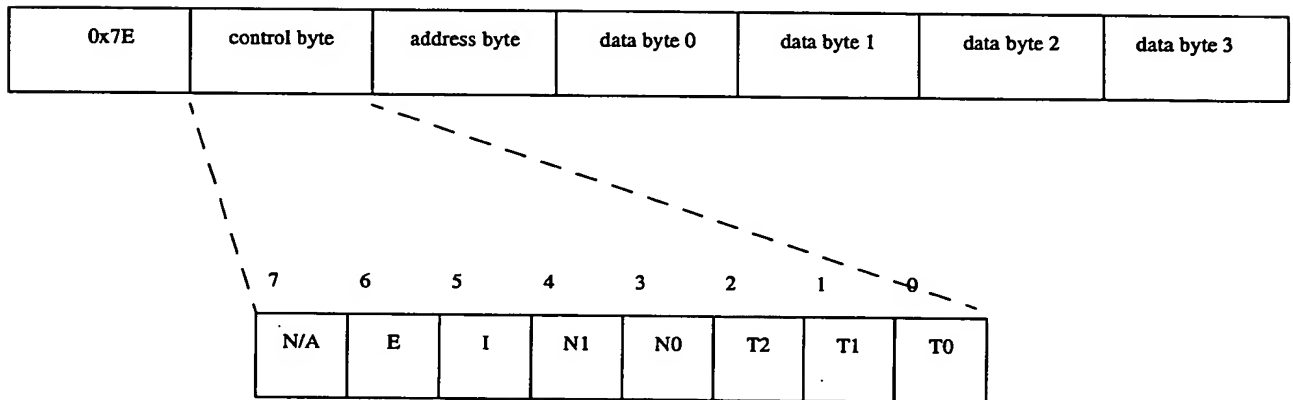 0x7E control byte address byte data byte 0 data byte 1 data byte 2 data byte 3
7 6 5 4 3 2 1 0
N/A E I N1 N0 T2 T1 T0